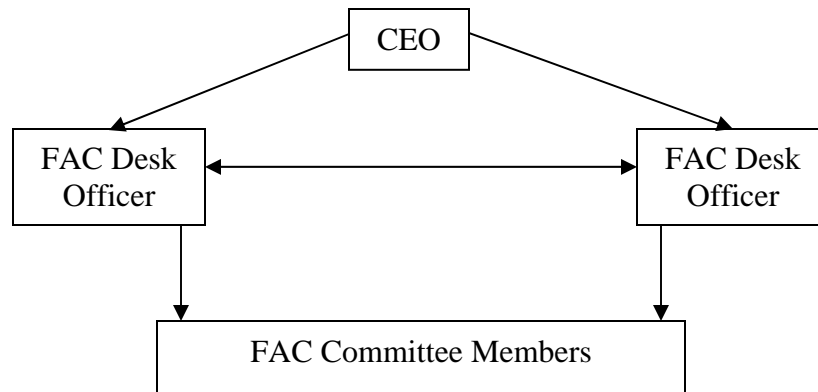 CEO
FAC Desk
Officer
FAC Desk
Officer
FAC Committee Members